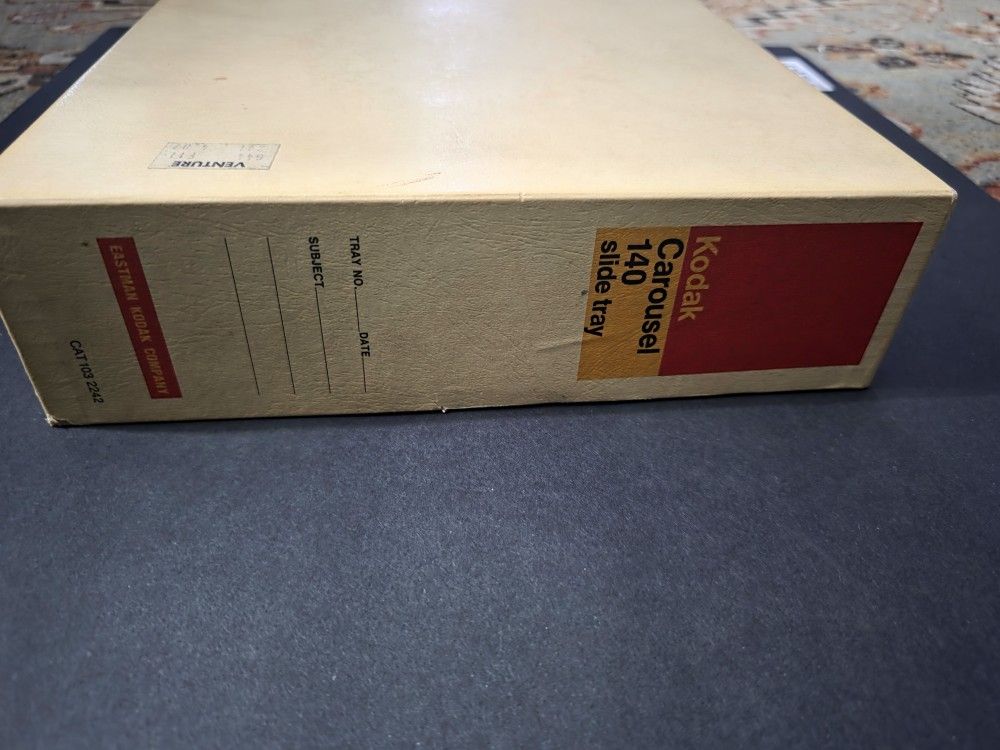 Kodak
Carousel
140
slide tray
TRAY NO. DATE
SUBJECT
EASTMAN KODAK COMPANY
CAT 103 2242
VENTURE